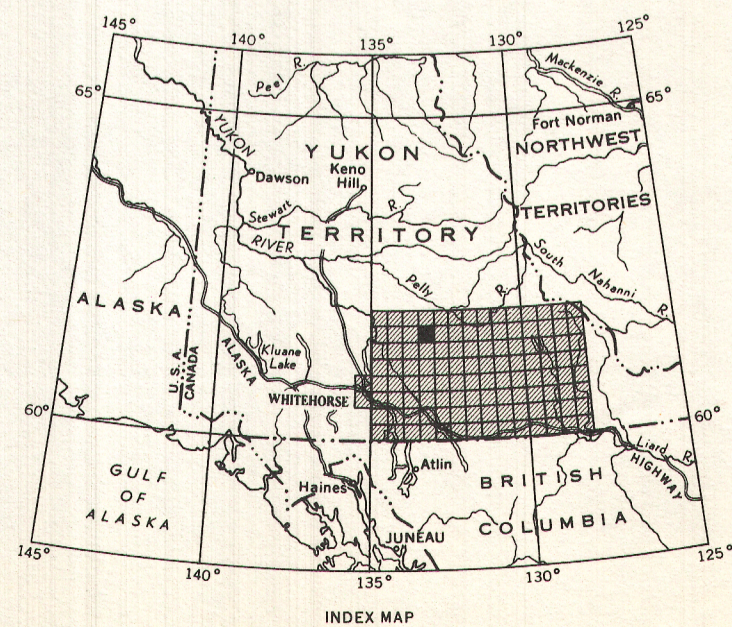 145°
140°
135°
130°
125°
Peel R.
Mackenzie R.
65°
65°
Fort Norman
NORTHWEST
YUKON
YUKON
Keno
Hill
Dawson
TERRITORIES
Stewart
R.
TERRITORY
RIVER
South
Nahanni
R.
Pelly
R.
ALASKA
Kluane
Lake
ALASKA
U.S.A.
CANADA
WHITEHORSE
60°
60°
Liard R.
HIGHWAY
Atlin
BRITISH
GULF
OF
ALASKA
Haines
COLUMBIA
JUNEAU
145°
140°
135°
130°
125°
INDEX MAP